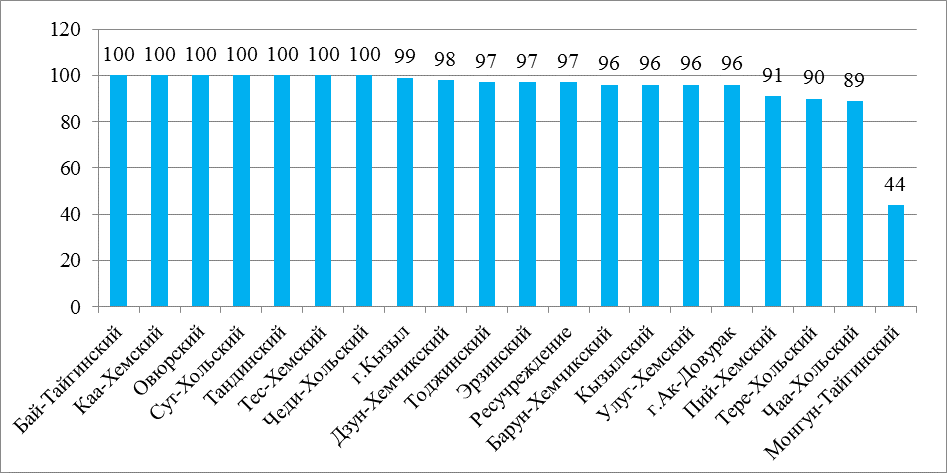 120
100
80
60
40
20
0
100 100 100 100 100 100 100 99 98 97 97 97 96 96 96 96 91 90 89 44
Бай-Тайгинский
Каа-Хемский
Овюрский
Сут-Хольский
Тандинский
Тес-Хемский
Чеди-Хольский
г.Кызыл
Дзун-Хемчикский
Тоджинский
Эрзинский
Ресучреждение
Барун-Хемчикский
Кызылский
Улуг-Хемский
г.Ак-Довурак
Пий-Хемский
Тере-Хольский
Чаа-Хольский
Монгун-Тайгинский